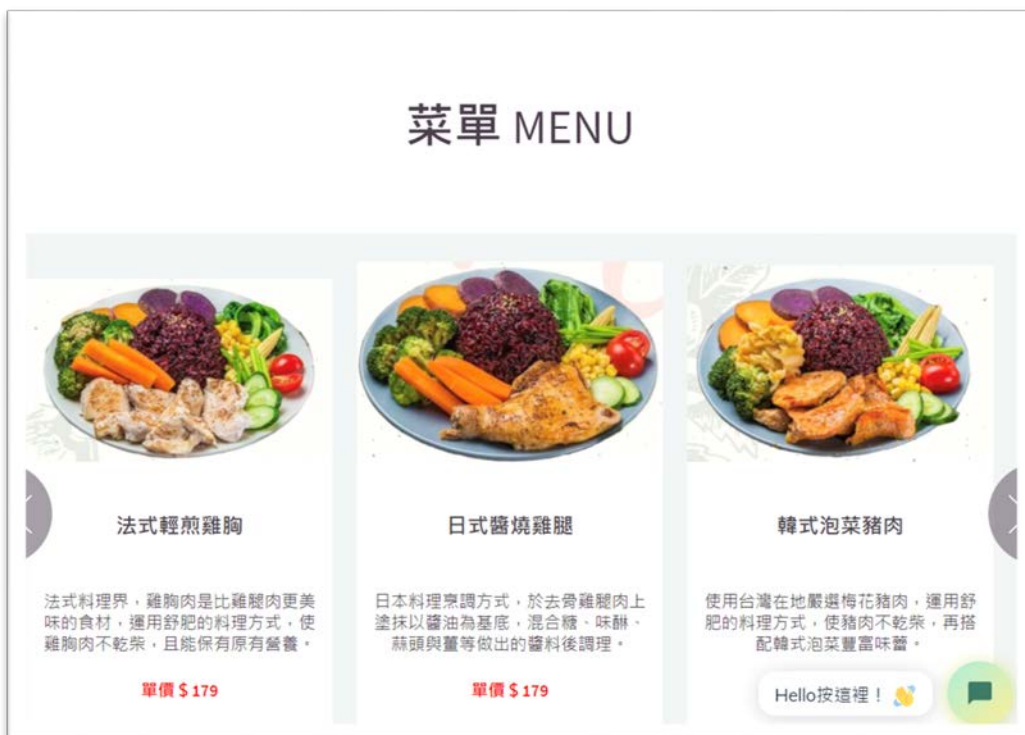 菜單 MENU
法式輕煎雞胸
法式料理界，雞胸肉是比雞腿肉更美
味的食材，運用舒肥的料理方式，使
雞胸肉不乾柴，且能保有原有營養。
單價 $ 179
日式醬燒雞腿
日本料理烹調方式，於去骨雞腿肉上
塗抹以醬油為基底，混合糖、味醂、
蒜頭與薑等做出的醬料後調理。
單價 $ 179
韓式泡菜豬肉
使用台灣在地嚴選梅花豬肉，運用舒
肥的料理方式，使豬肉不乾柴，再搭
配韓式泡菜豐富味蕾。
Hello按這裡！ 👋